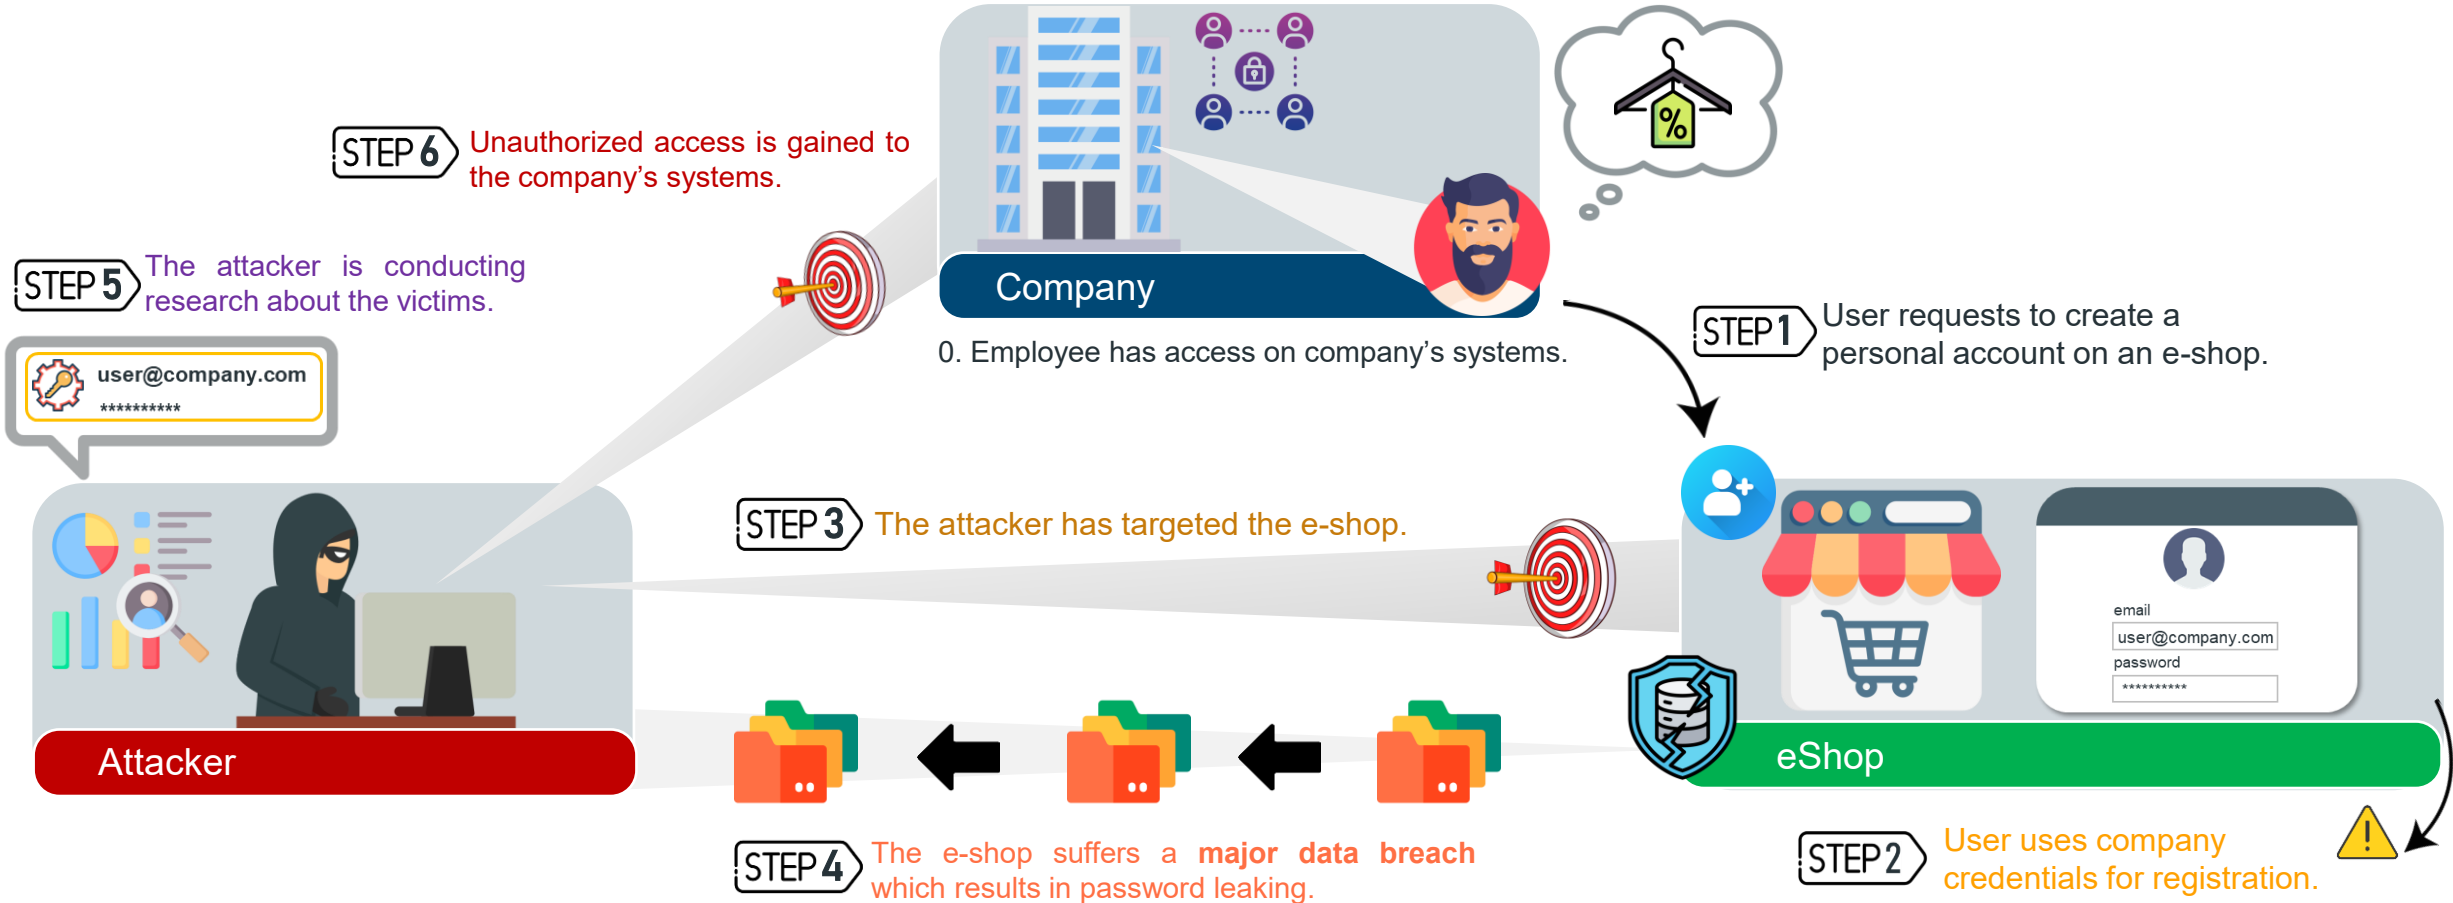 %
STEP 6
Unauthorized access is gained to
the company's systems.
STEP 5
The attacker is conducting
research about the victims.
user@company.com
**********
Company
0. Employee has access on company's systems.
STEP 1
User requests to create a
personal account on an e-shop.
STEP 3
The attacker has targeted the e-shop.
email
user@company.com
password
**********
Attacker
eShop
STEP 4
The e-shop suffers a major data breach
which results in password leaking.
STEP 2
User uses company
credentials for registration.
!